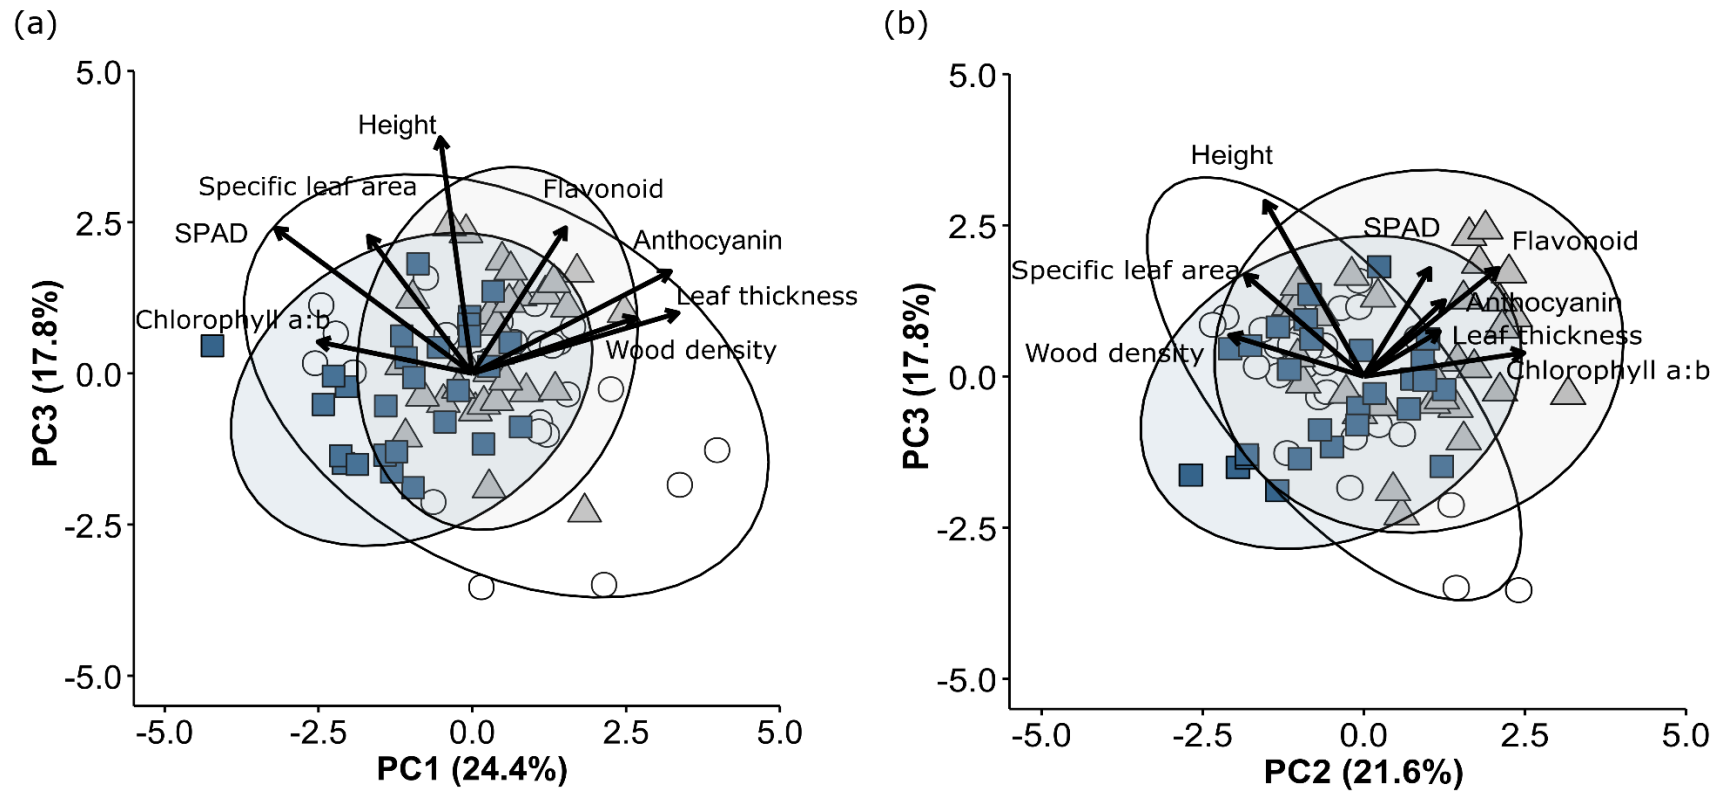 (a)
(b)
5.0
2.5
0.0
-2.5
-5.0
PC3 (17.8%)
Height
Specific leaf area
Flavonoid
SPAD
Anthocyanin
Leaf thickness
Chlorophyll a:b
Wood density
-5.0
-2.5
0.0
2.5
5.0
PC1 (24.4%)
5.0
2.5
0.0
-2.5
-5.0
PC3 (17.8%)
Height
SPAD
Flavonoid
Specific leaf area
Anthocyanin
Leaf thickness
Wood density
Chlorophyll a:b
-5.0
-2.5
0.0
2.5
5.0
PC2 (21.6%)